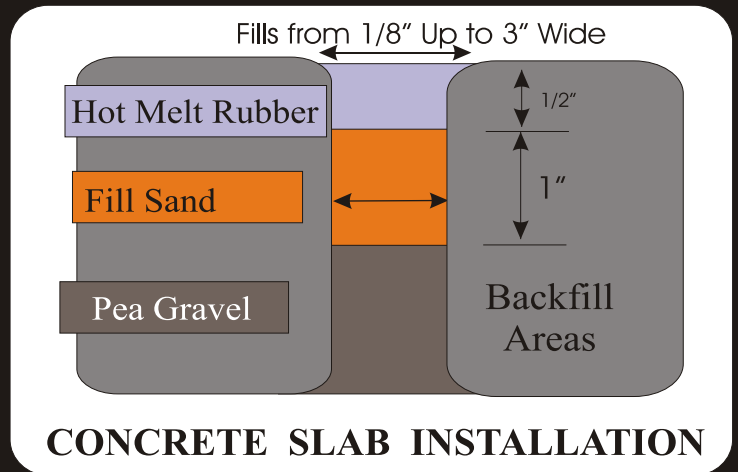 Fills from 1/8" Up to 3" Wide
Hot Melt Rubber
1/2"
Fill Sand
1"
Pea Gravel
Backfill
Areas
CONCRETE SLAB INSTALLATION